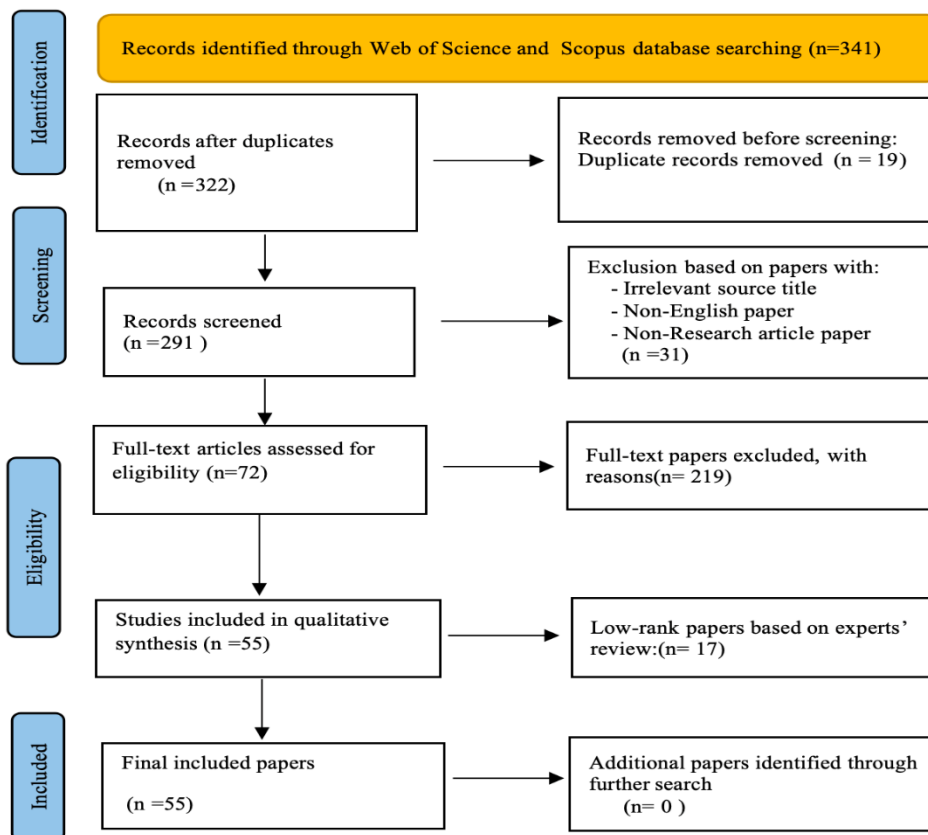 Identification
Records identified through Web of Science and Scopus database searching (n=341)
Records after duplicates
removed
(n =322)
Records removed before screening:
Duplicate records removed (n = 19)
Screening
Records screened
(n =291 )
Exclusion based on papers with:
- Irrelevant source title
- Non-English paper
- Non-Research article paper
(n =31)
Eligibility
Full-text articles assessed for
eligibility (n=72)
Full-text papers excluded, with
reasons(n= 219)
Studies included in qualitative
synthesis (n =55)
Low-rank papers based on experts’
review:(n= 17)
Included
Final included papers
(n =55)
Additional papers identified through
further search
(n= 0 )